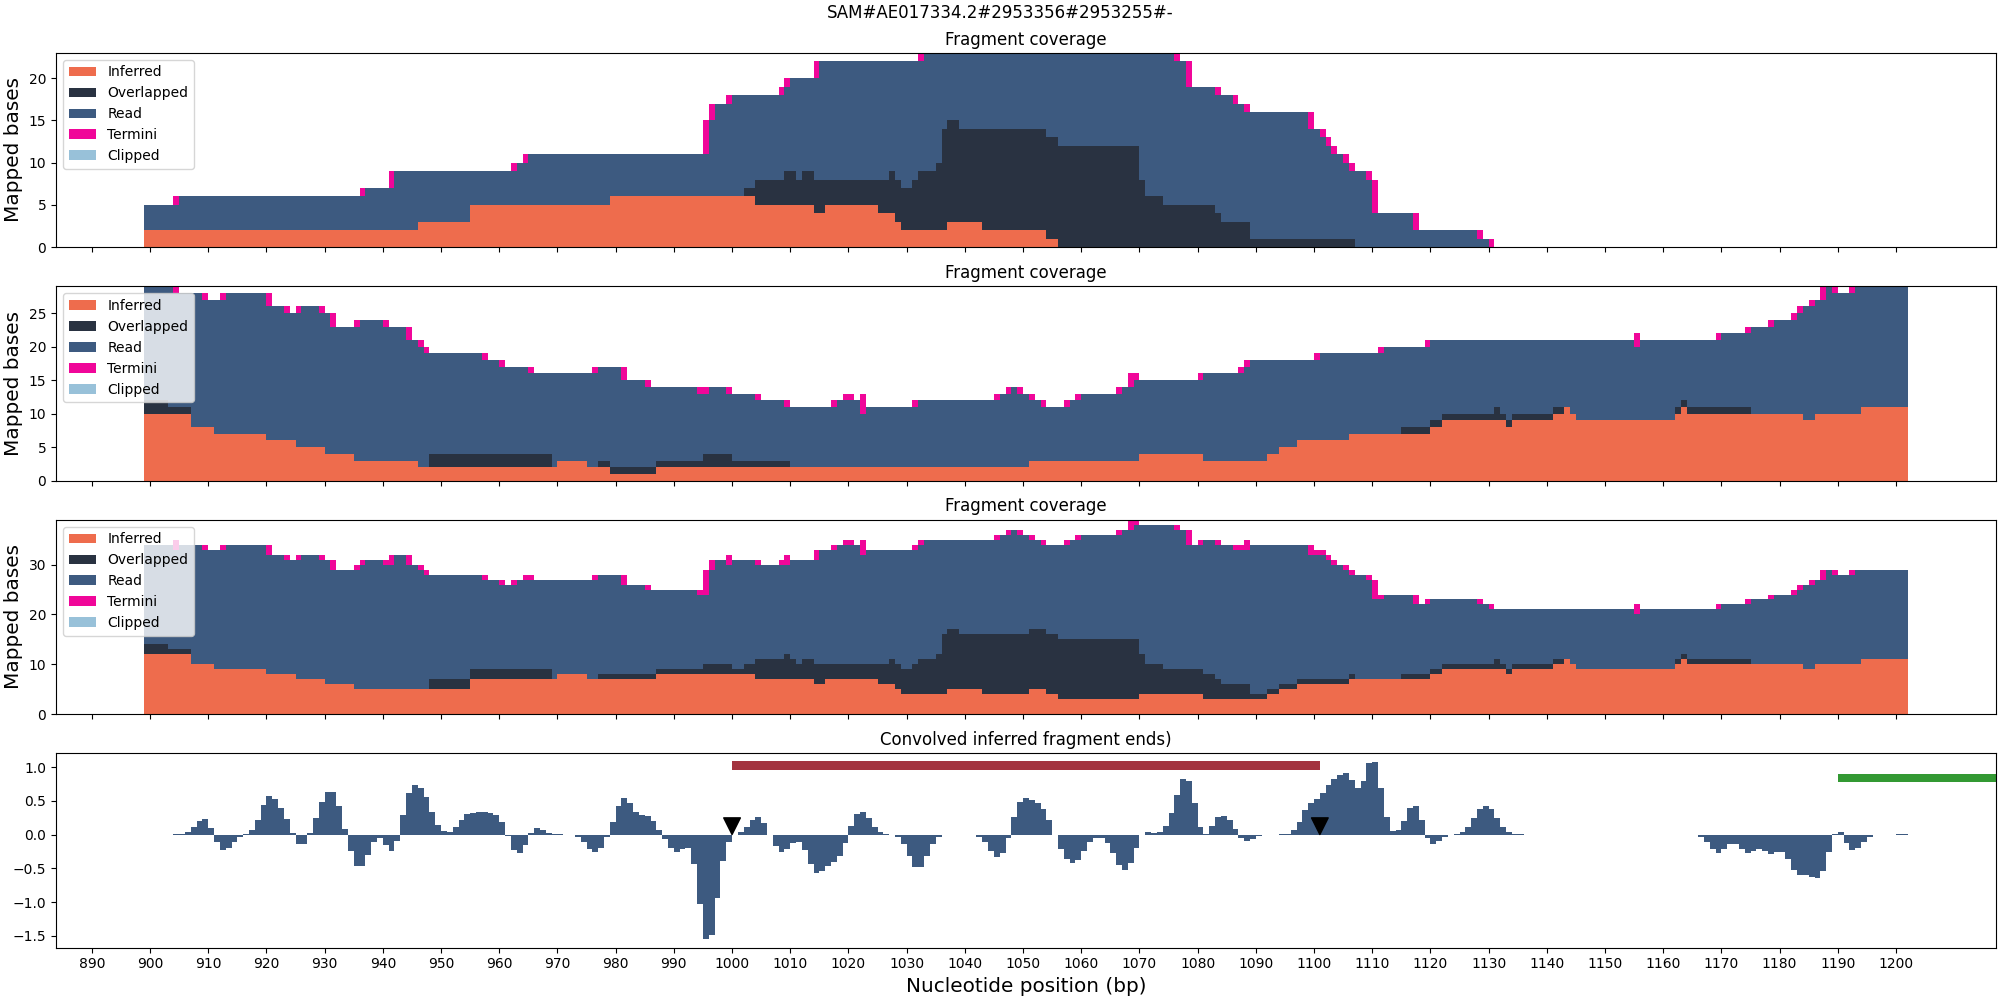 SAM#AE017334.2#2953356#2953255#-
Fragment coverage
Mapped bases
20
15
10
5
0
Inferred
Overlapped
Read
Termini
Clipped
Fragment coverage
Mapped bases
25
20
15
10
5
0
Inferred
Overlapped
Read
Termini
Clipped
Fragment coverage
Mapped bases
30
20
10
0
Inferred
Overlapped
Read
Termini
Clipped
Convolved inferred fragment ends)
1.0
0.5
0.0
−0.5
−1.0
−1.5
890 900 910 920 930 940 950 960 970 980 990 1000 1010 1020 1030 1040 1050 1060 1070 1080 1090 1100 1110 1120 1130 1140 1150 1160 1170 1180 1190 1200
Nucleotide position (bp)